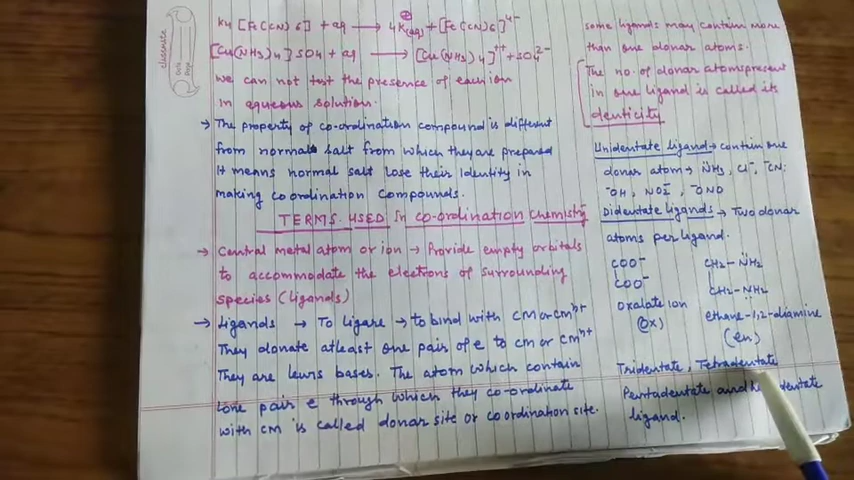 K4 [Fe(CN)6] + aq → 4K(aq) + [Fe(CN)6]4-
[Cu(NH3)4]SO4 + aq → [Cu(NH3)4]++ + SO4 2-
we can not test the presence of each ion
in aqueous solution.
→ The property of co-ordination compound is different
from normal salt from which they are prepared
It means normal salt lose their identity in
making coordination compounds.
TERMS USED In co-ordination chemistry
→ Central metal atom or ion → Provide empty orbitals
to accommodate the electrons of surrounding
species (ligands)
→ Ligands → To ligare → to bind with CM or CM n+
They donate atleast one pair of e to CM or CM n+
They are lewis bases. The atom which contain
lone pair e through which they co-ordinate
with CM is called donar site or coordination site.
some ligands may contain more
than one donar atoms.
The no. of donar atoms present
in one ligand is called its
denticity
Unidentate ligand → contain one
donar atom → NH3, Cl-, -CN:
-OH, NO2-, -ONO
Didentate ligands → Two donar
atoms per ligand.
COO-
COO-
oxalate ion
(Ox)
CH2-NH2
CH2-NH2
ethane-1,2-diamine
(en)
Tridentate, Tetradentate
Pentadentate and dentate
ligand.
Date
Page